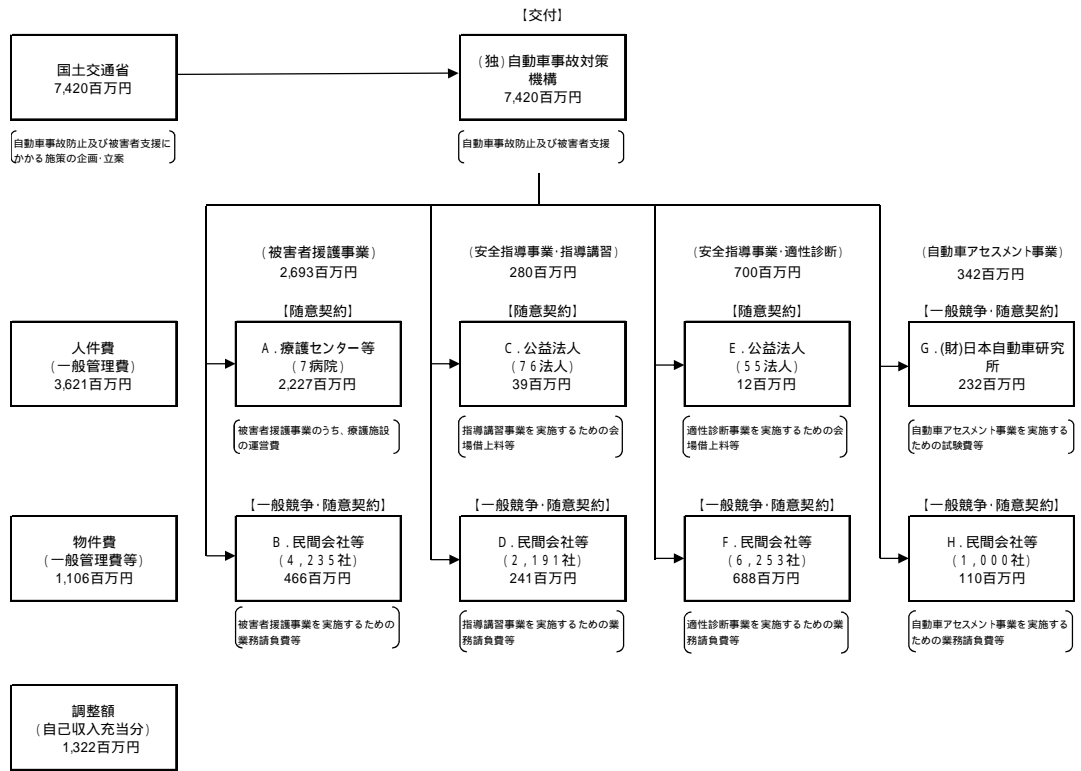 【交付】
国土交通省
7,420百万円
(独)自動車事故対策
機構
7,420百万円
自動車事故防止及び被害者支援に
かかる施策の企画・立案
自動車事故防止及び被害者支援
(被害者援護事業)
2,693百万円
(安全指導事業・指導講習)
280百万円
(安全指導事業・適性診断)
700百万円
(自動車アセスメント事業)
342百万円
【随意契約】
【随意契約】
【随意契約】
【一般競争・随意契約】
人件費
(一般管理費)
3,621百万円
A.療護センター等
(7病院)
2,227百万円
C.公益法人
(76法人)
39百万円
E.公益法人
(55法人)
12百万円
G.(財)日本自動車研究
所
232百万円
被害者援護事業のうち、療護施設
の運営費
指導講習事業を実施するための会
場借上料等
適性診断事業を実施するための会
場借上料等
自動車アセスメント事業を実施する
ための試験費等
【一般競争・随意契約】
【一般競争・随意契約】
【一般競争・随意契約】
【一般競争・随意契約】
物件費
(一般管理費等)
1,106百万円
B.民間会社等
(4,235社)
466百万円
D.民間会社等
(2,191社)
241百万円
F.民間会社等
(6,253社)
688百万円
H.民間会社等
(1,000社)
110百万円
被害者援護事業を実施するための
業務請負費等
指導講習事業を実施するための業
務請負費等
適性診断事業を実施するための業
務請負費等
自動車アセスメント事業を実施する
ための業務請負費等
調整額
(自己収入充当分)
1,322百万円